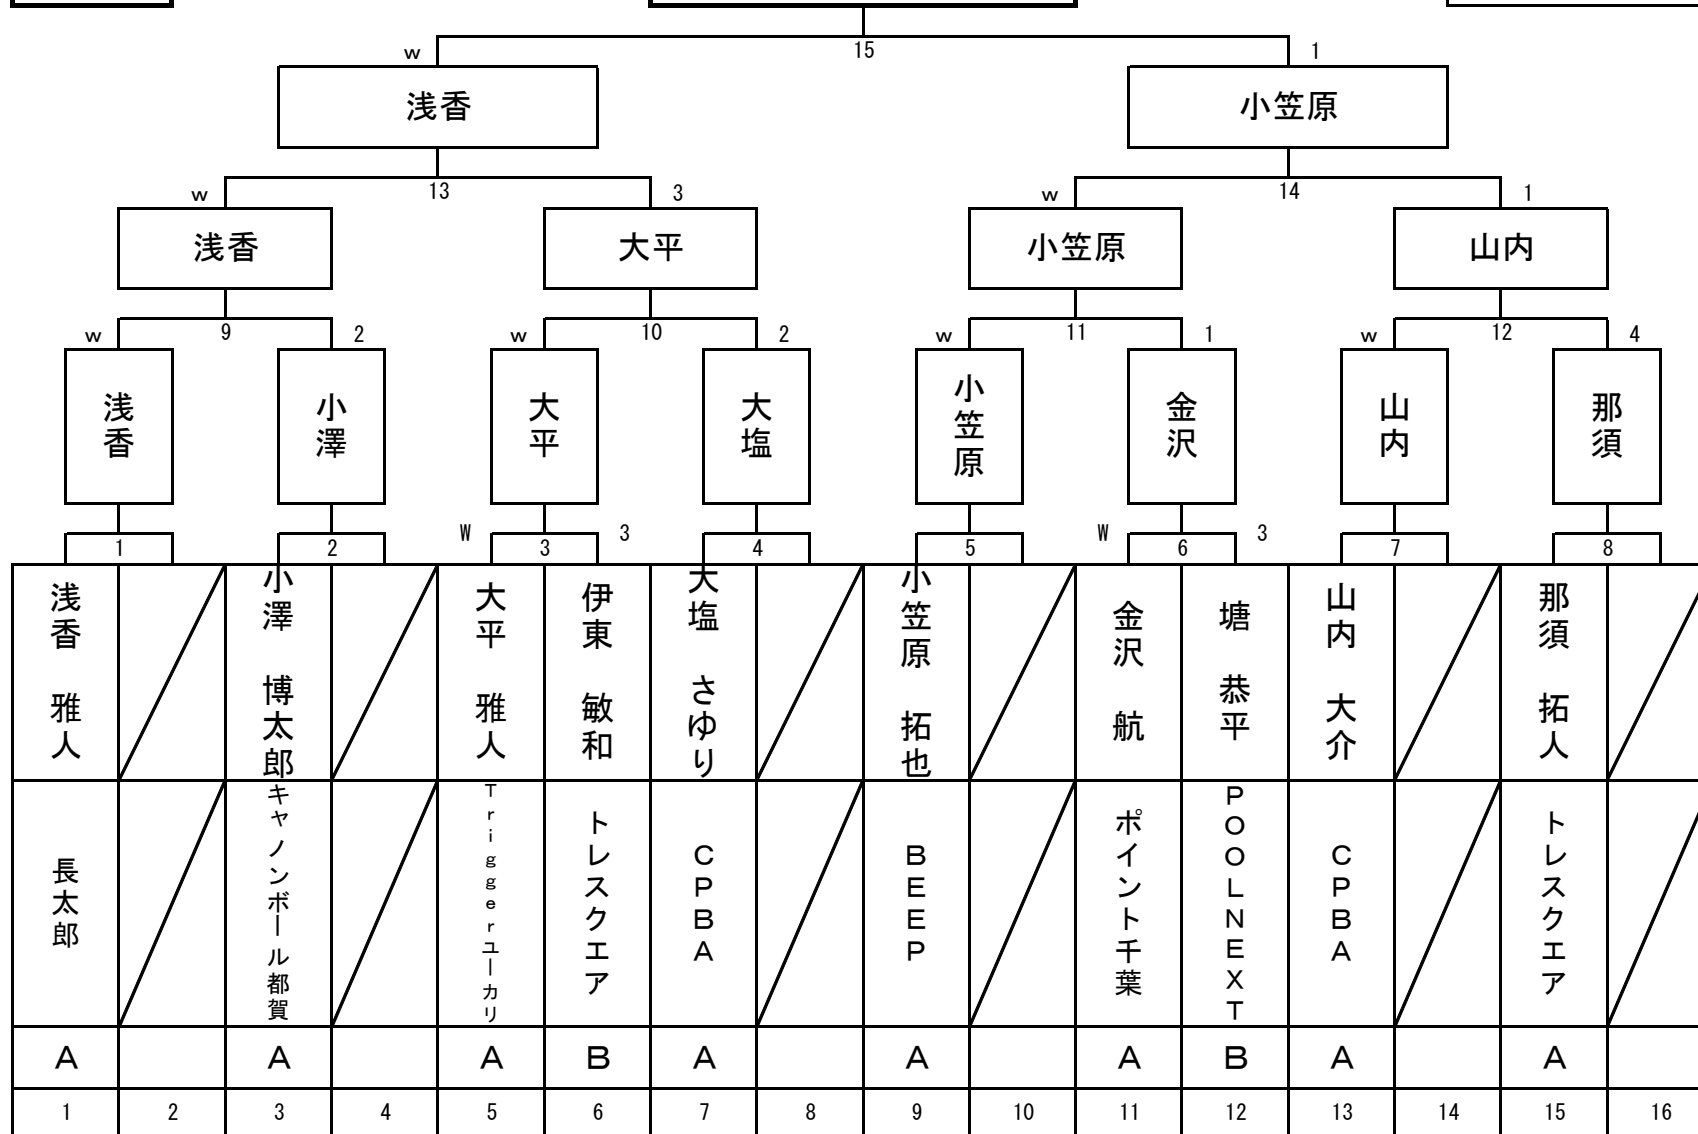 15
w 1
浅香 小笠原
13 14
w 3 w 1
浅香 大平 小笠原 山内
9 10 11 12
w 2 w 2 w 1 w 4
浅香 小澤 大平 大塩 小笠原 金沢 山内 那須
W 3 W 3
1 2 3 4 5 6 7 8
浅香 雅人
小澤 博太郎
大平 雅人
伊東 敏和
大塩 さゆり
小笠原 拓也
金沢 航
塘 恭平
山内 大介
那須 拓人
長太郎
キャノンボール都賀
Triggerユーカリ
トレスクエア
CPBA
BEEP
ポイント千葉
POOLNEXT
CPBA
トレスクエア
A A A B A A A B A A
1 2 3 4 5 6 7 8 9 10 11 12 13 14 15 16